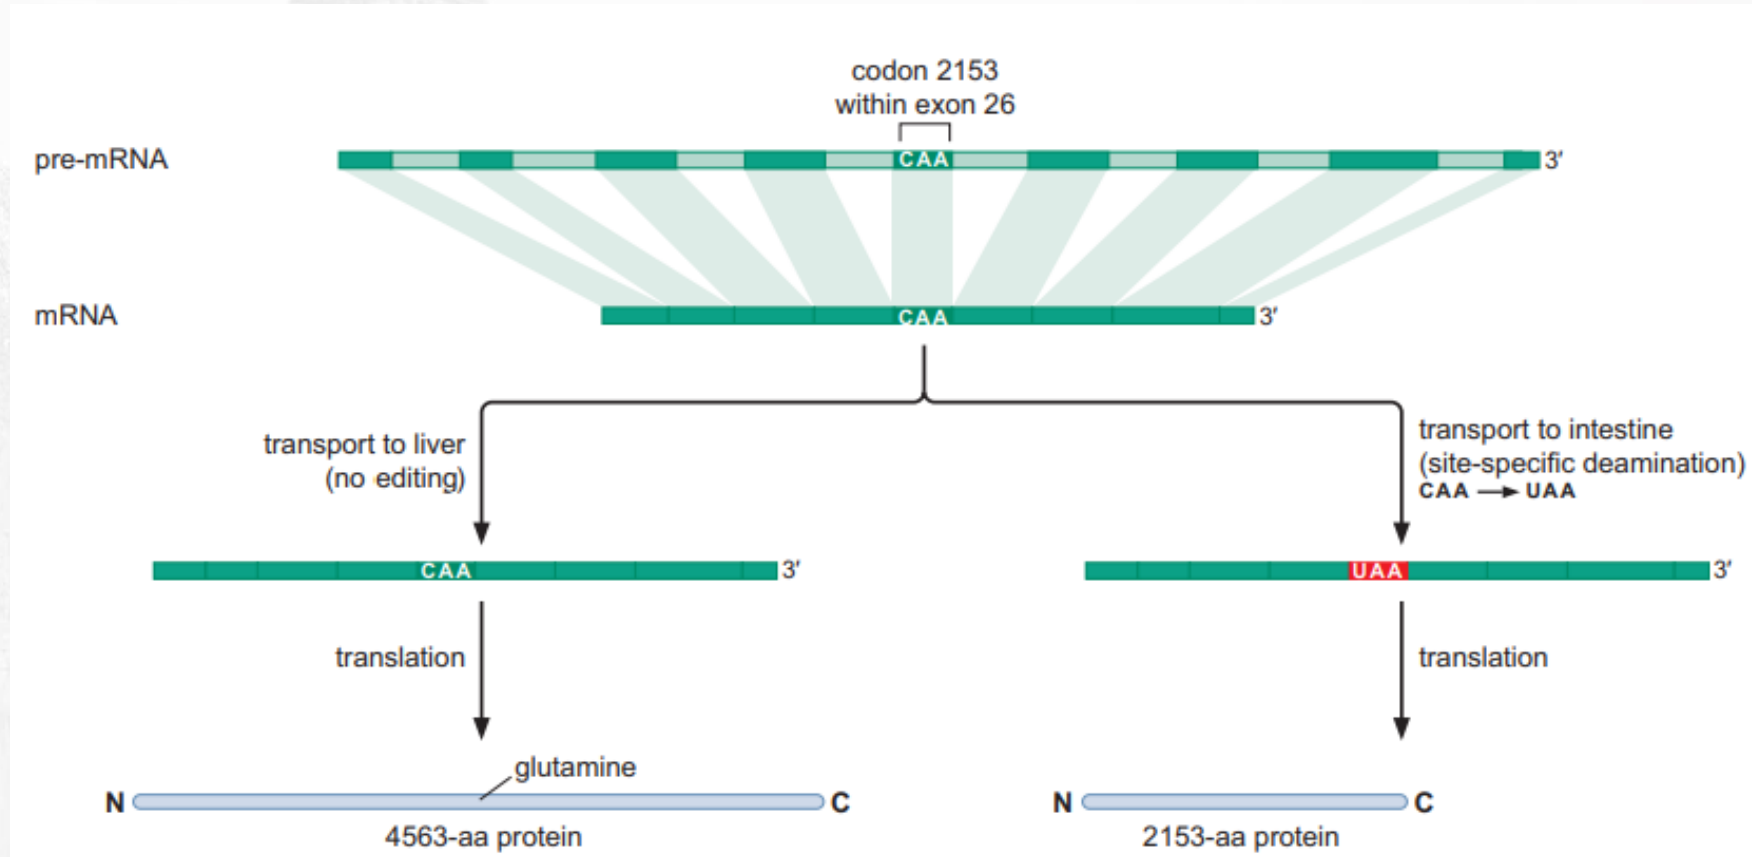 codon 2153
within exon 26
pre-mRNA
CAA
3′
mRNA
CAA
3′
transport to liver
(no editing)
transport to intestine
(site-specific deamination)
CAA → UAA
CAA
3′
UAA
3′
translation
translation
glutamine
N
C
N
C
4563-aa protein
2153-aa protein